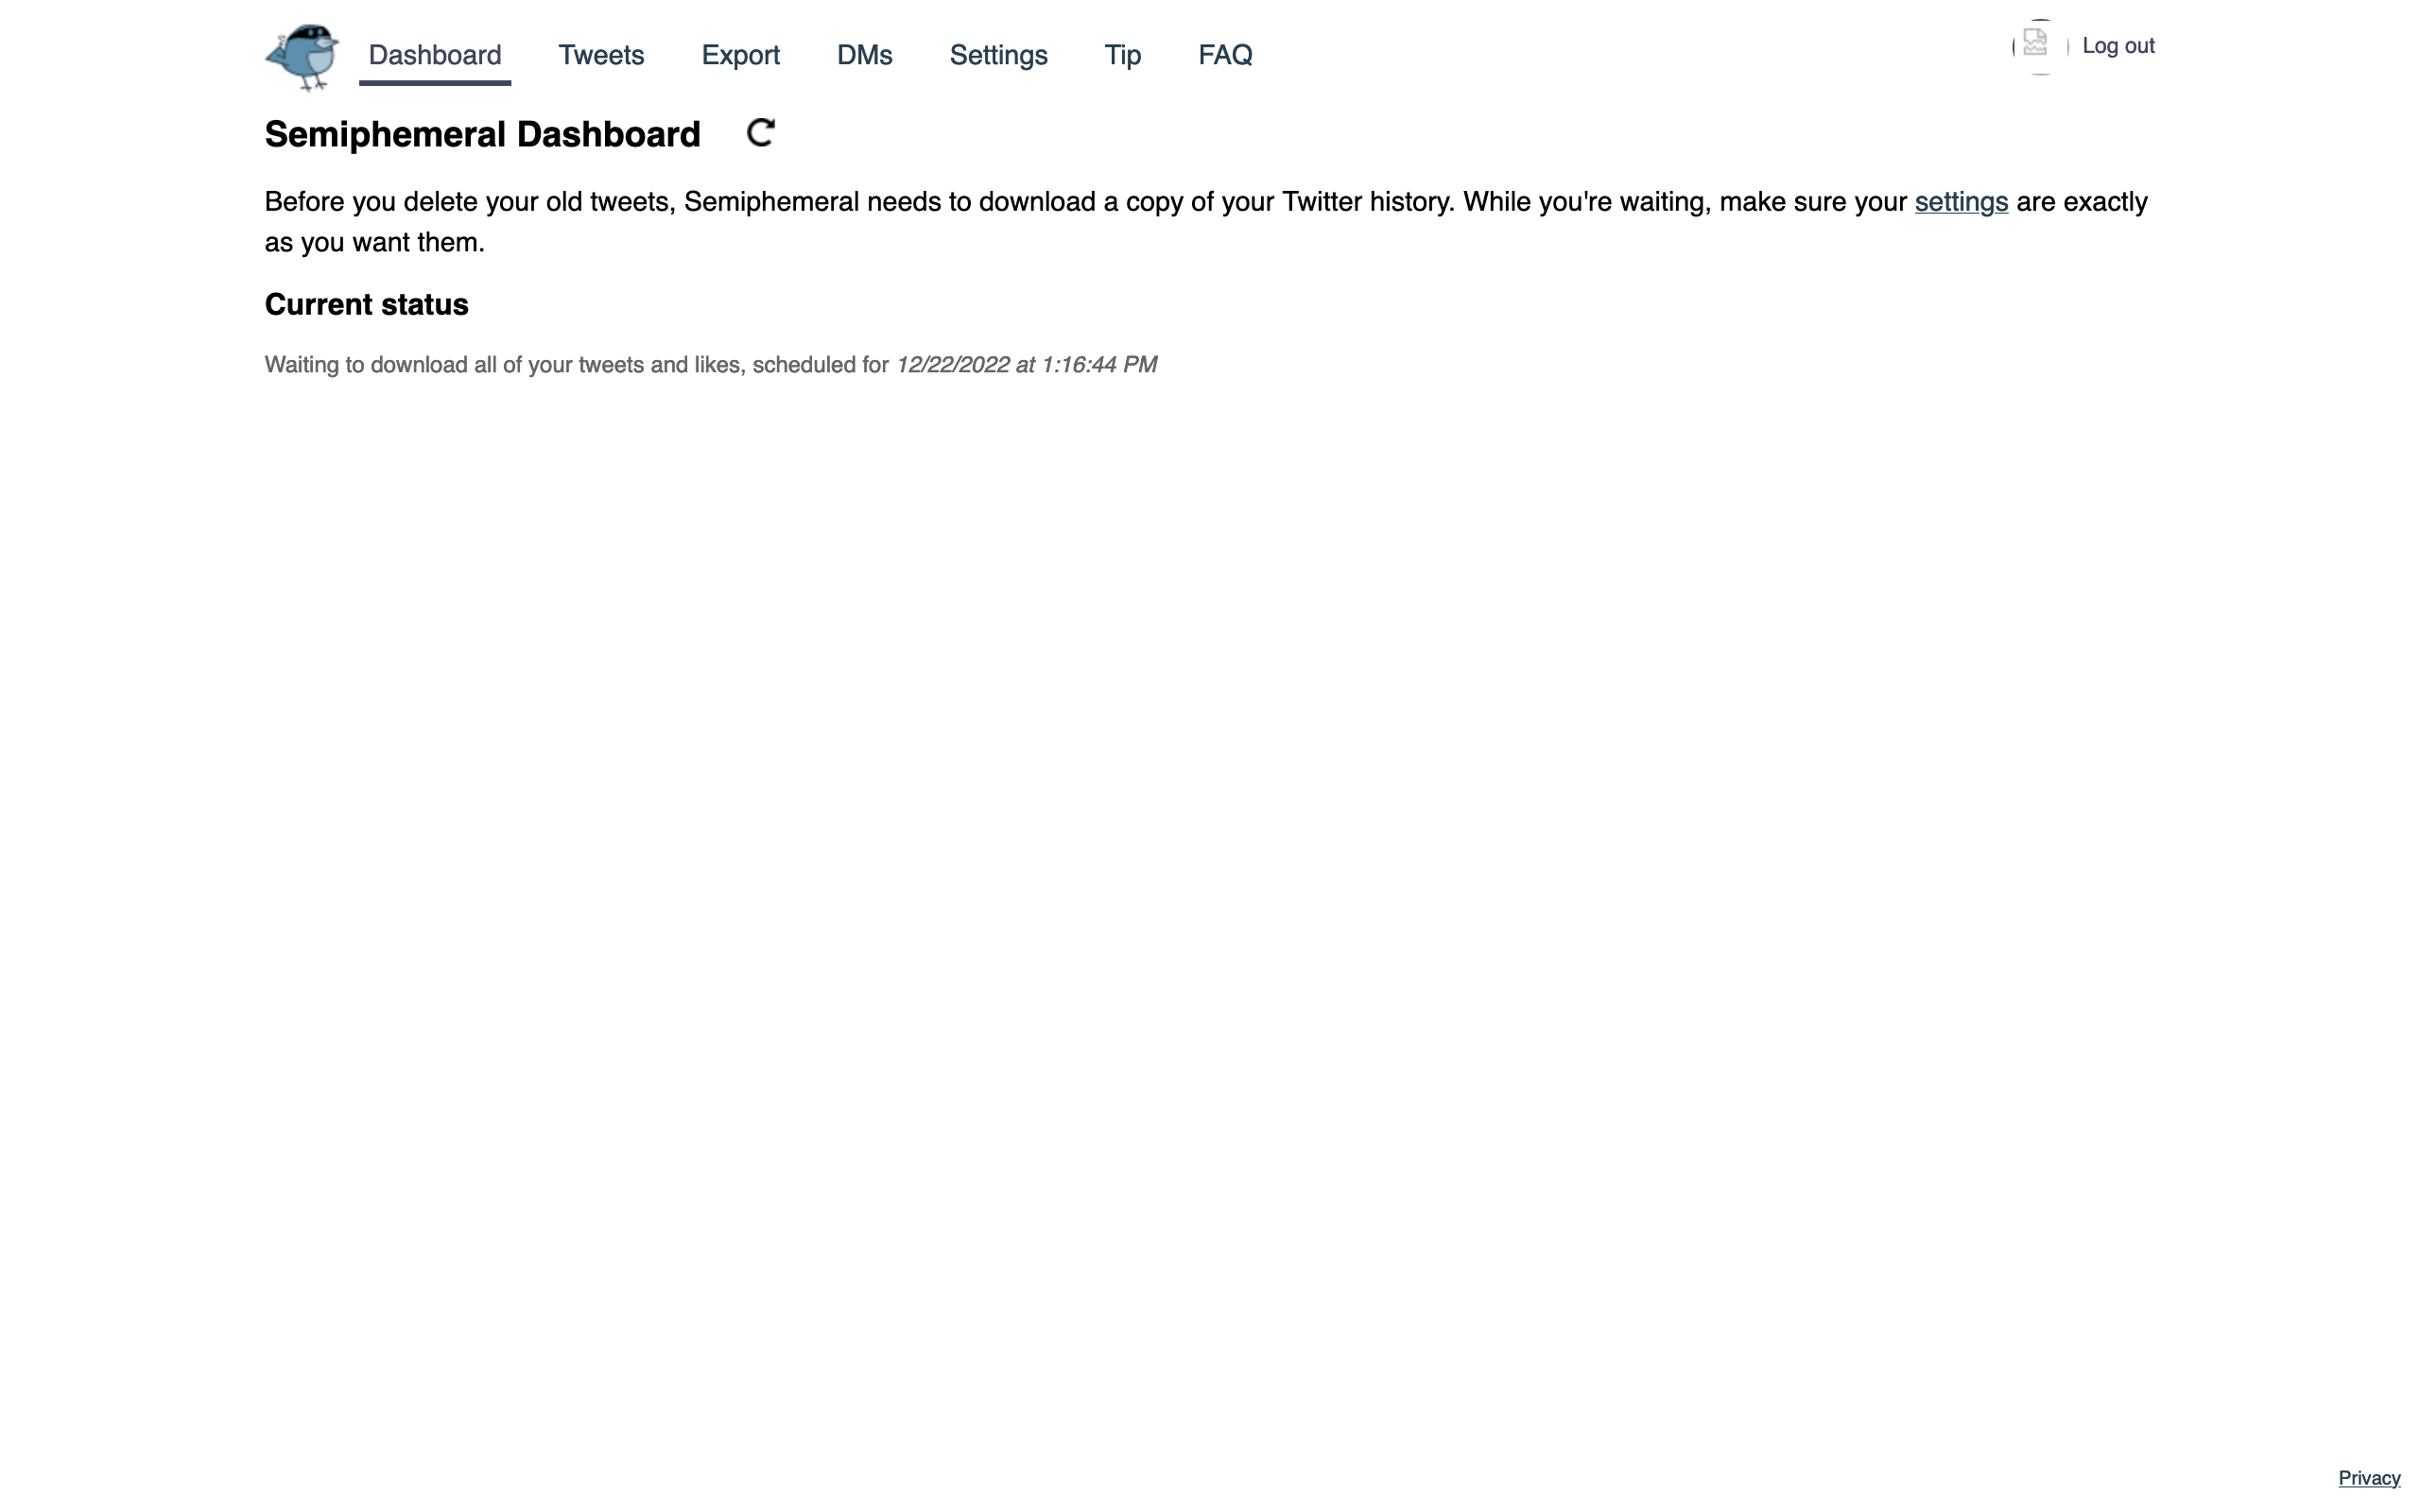 Dashboard Tweets Export DMs Settings Tip FAQ Log out
Semiphemeral Dashboard
Before you delete your old tweets, Semiphemeral needs to download a copy of your Twitter history. While you're waiting, make sure your settings are exactly
as you want them.
Current status
Waiting to download all of your tweets and likes, scheduled for 12/22/2022 at 1:16:44 PM
Privacy